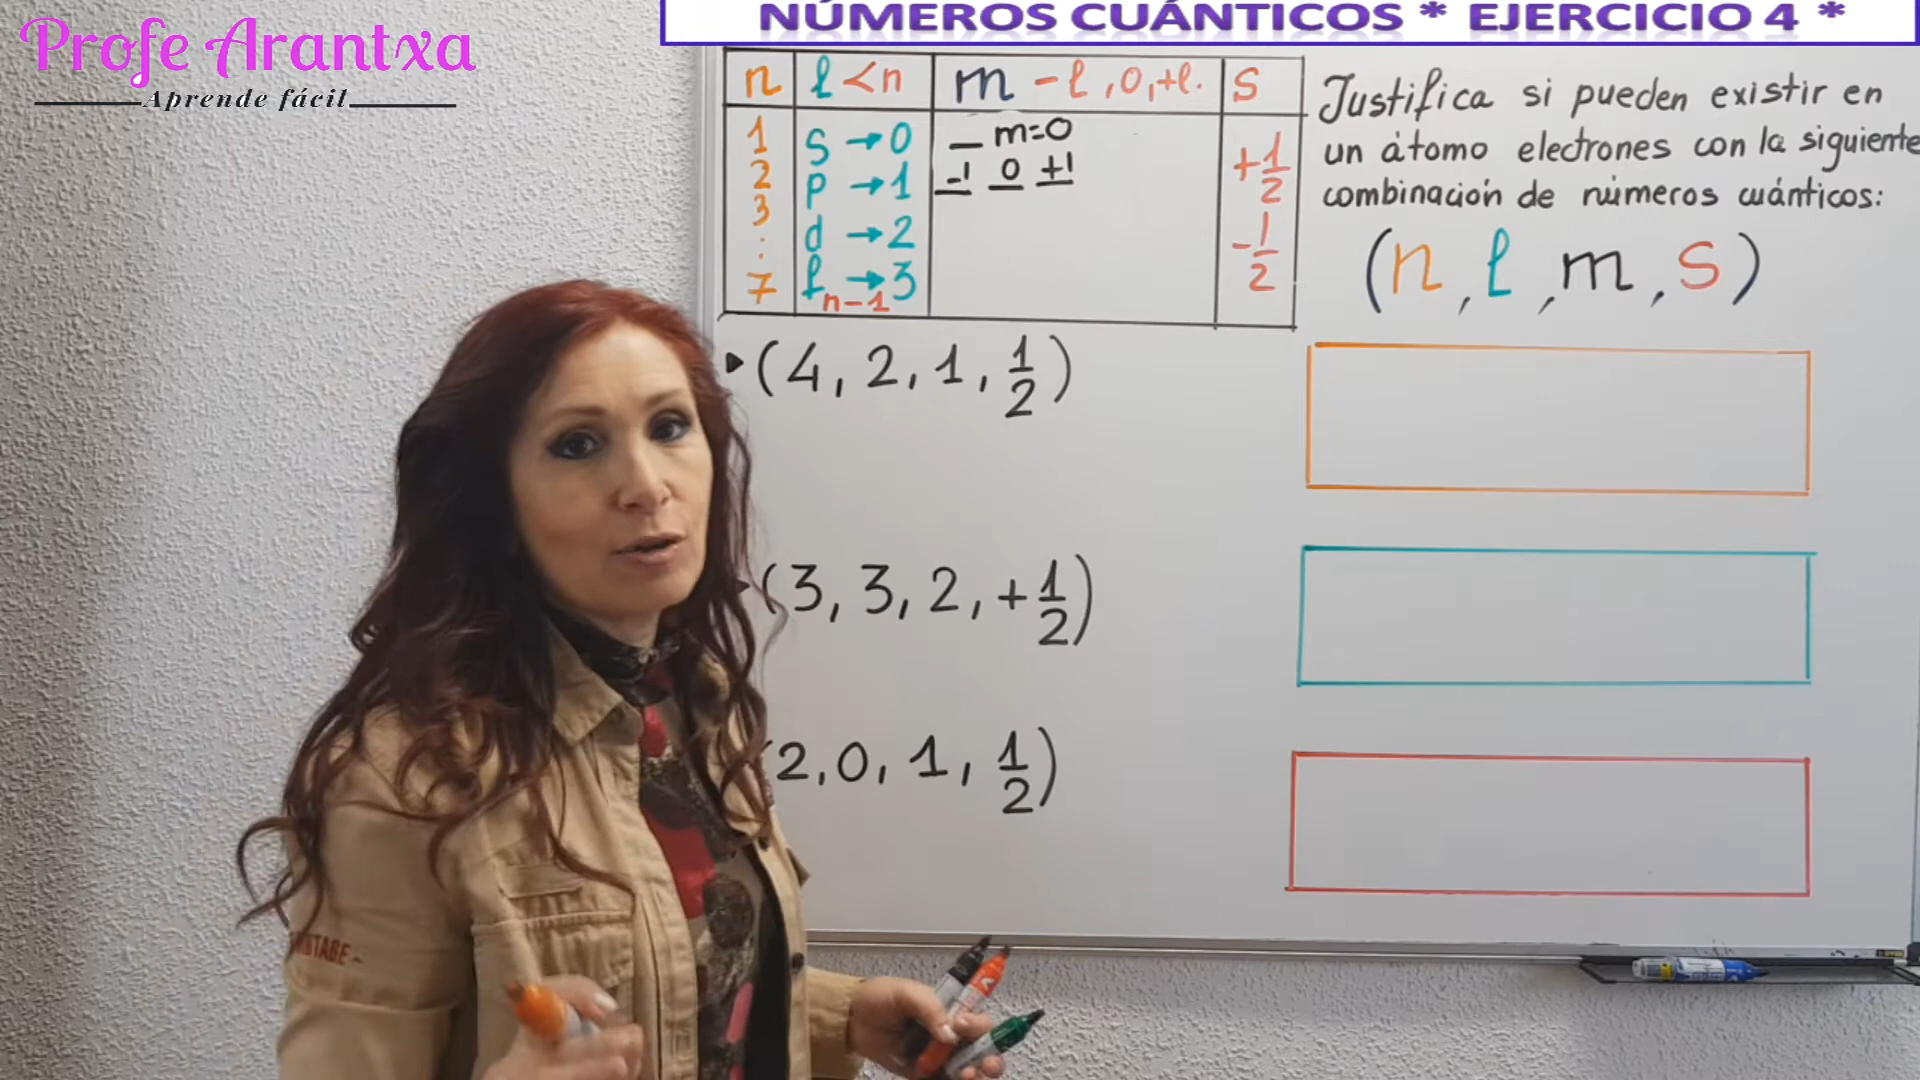 Profe Arantxa
Aprende fácil
NÚMEROS CUÁNTICOS * EJERCICIO 4 *
n l <n m -l, 0, +l. s
1 s → 0 _ m=0
2 p → 1 -1 0 +1 +1/2
3 d → 2
: f → 3 -1/2
7 n-1
Justifica si pueden existir en
un átomo electrones con la siguiente
combinación de números cuánticos:
(n, l, m, s)
(4, 2, 1, 1/2)
(3, 3, 2, +1/2)
(2, 0, 1, 1/2)